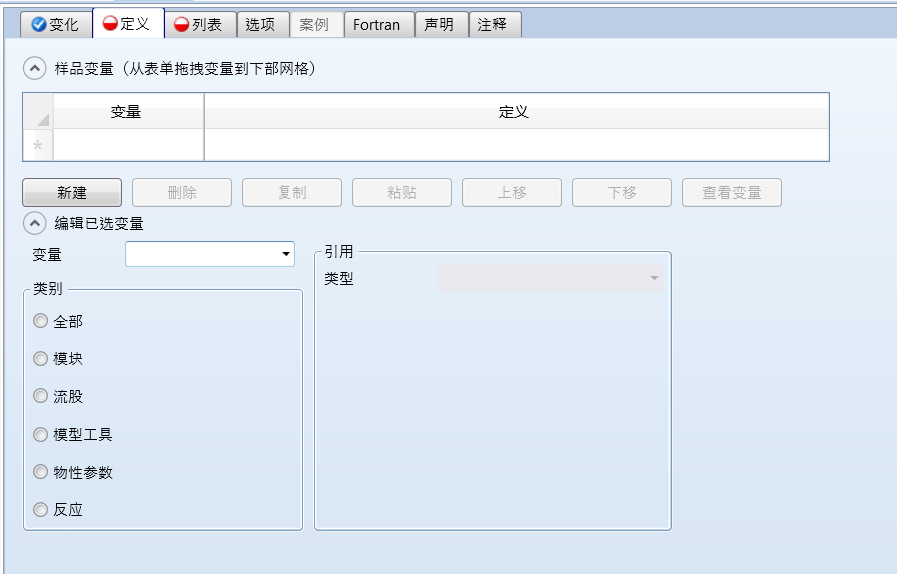 变化 定义 列表 选项 案例 Fortran 声明 注释
样品变量（从表单拖拽变量到下部网格）
变量 定义
*
新建 删除 复制 粘贴 上移 下移 查看变量
编辑已选变量
变量
引用
类型
类别
全部
模块
流股
模型工具
物性参数
反应